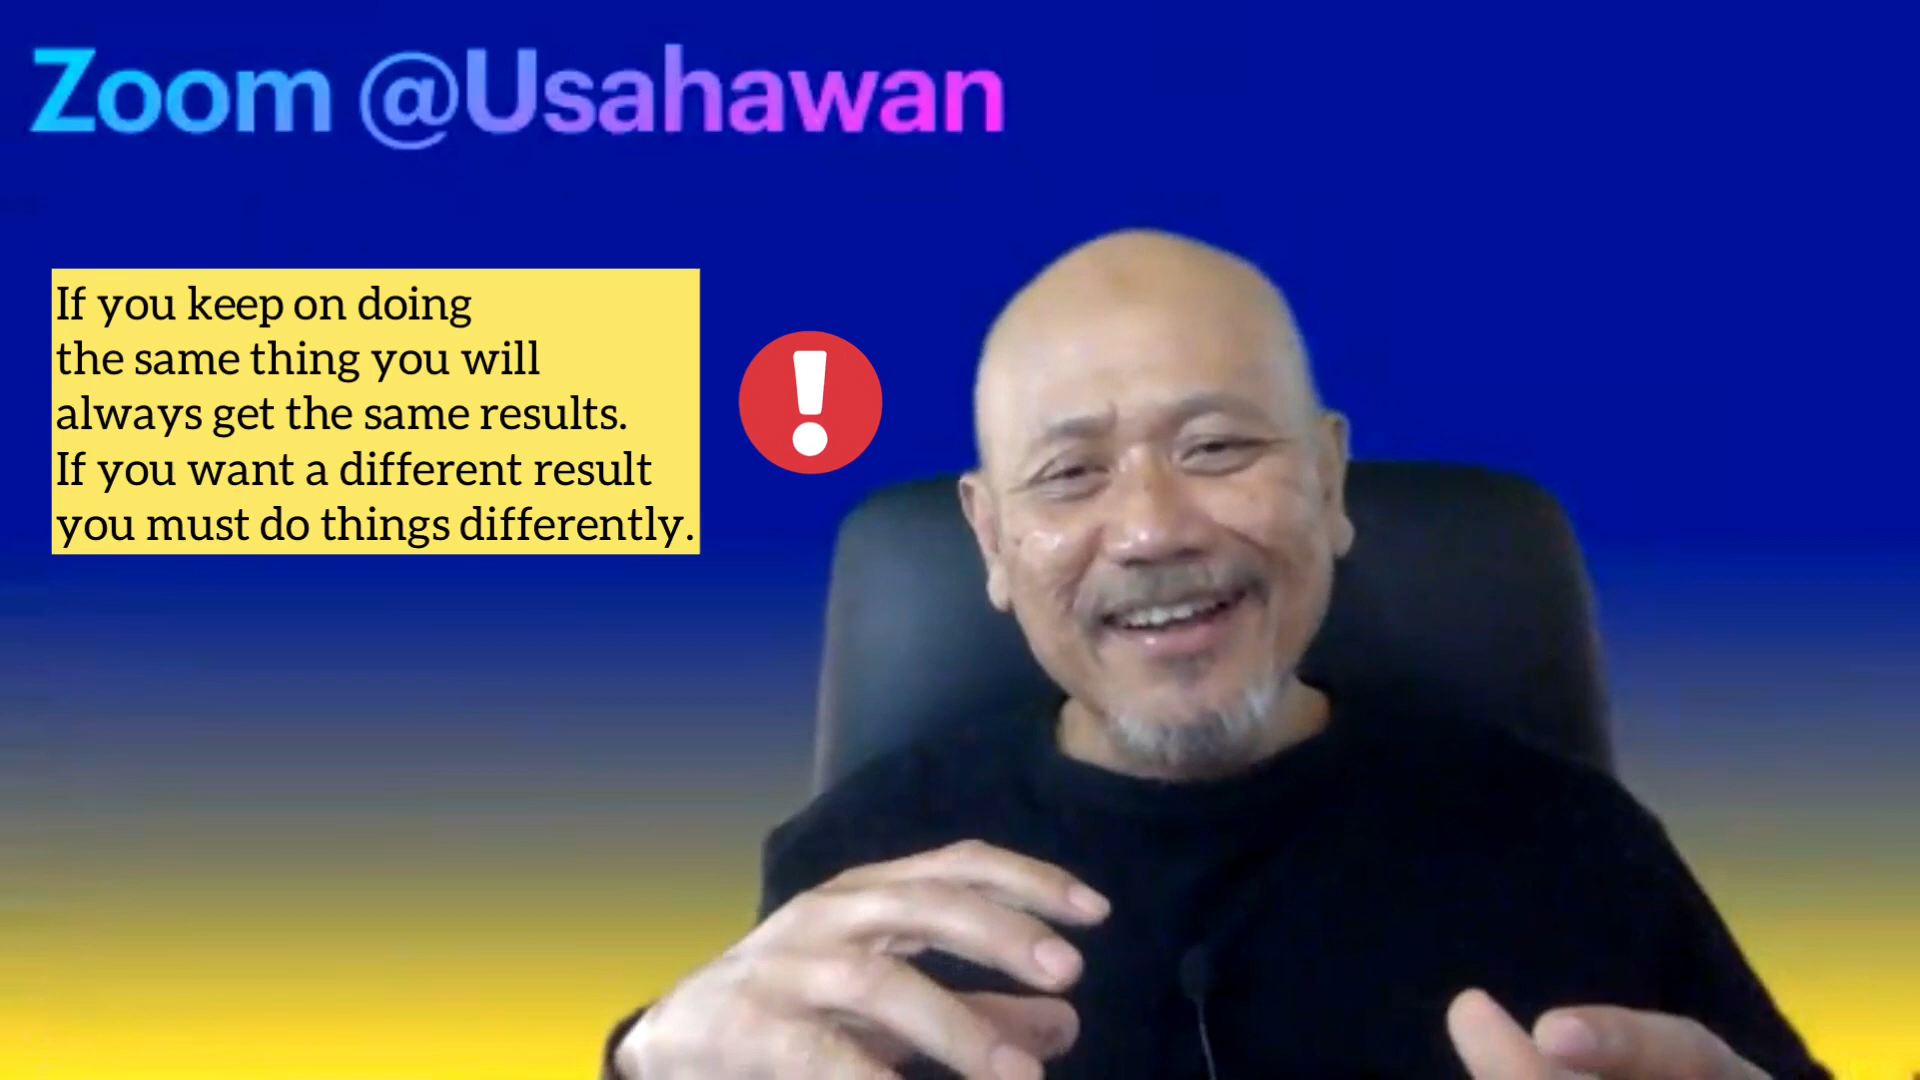 Zoom @Usahawan
If you keep on doing
the same thing you will
always get the same results.
If you want a different result
you must do things differently.